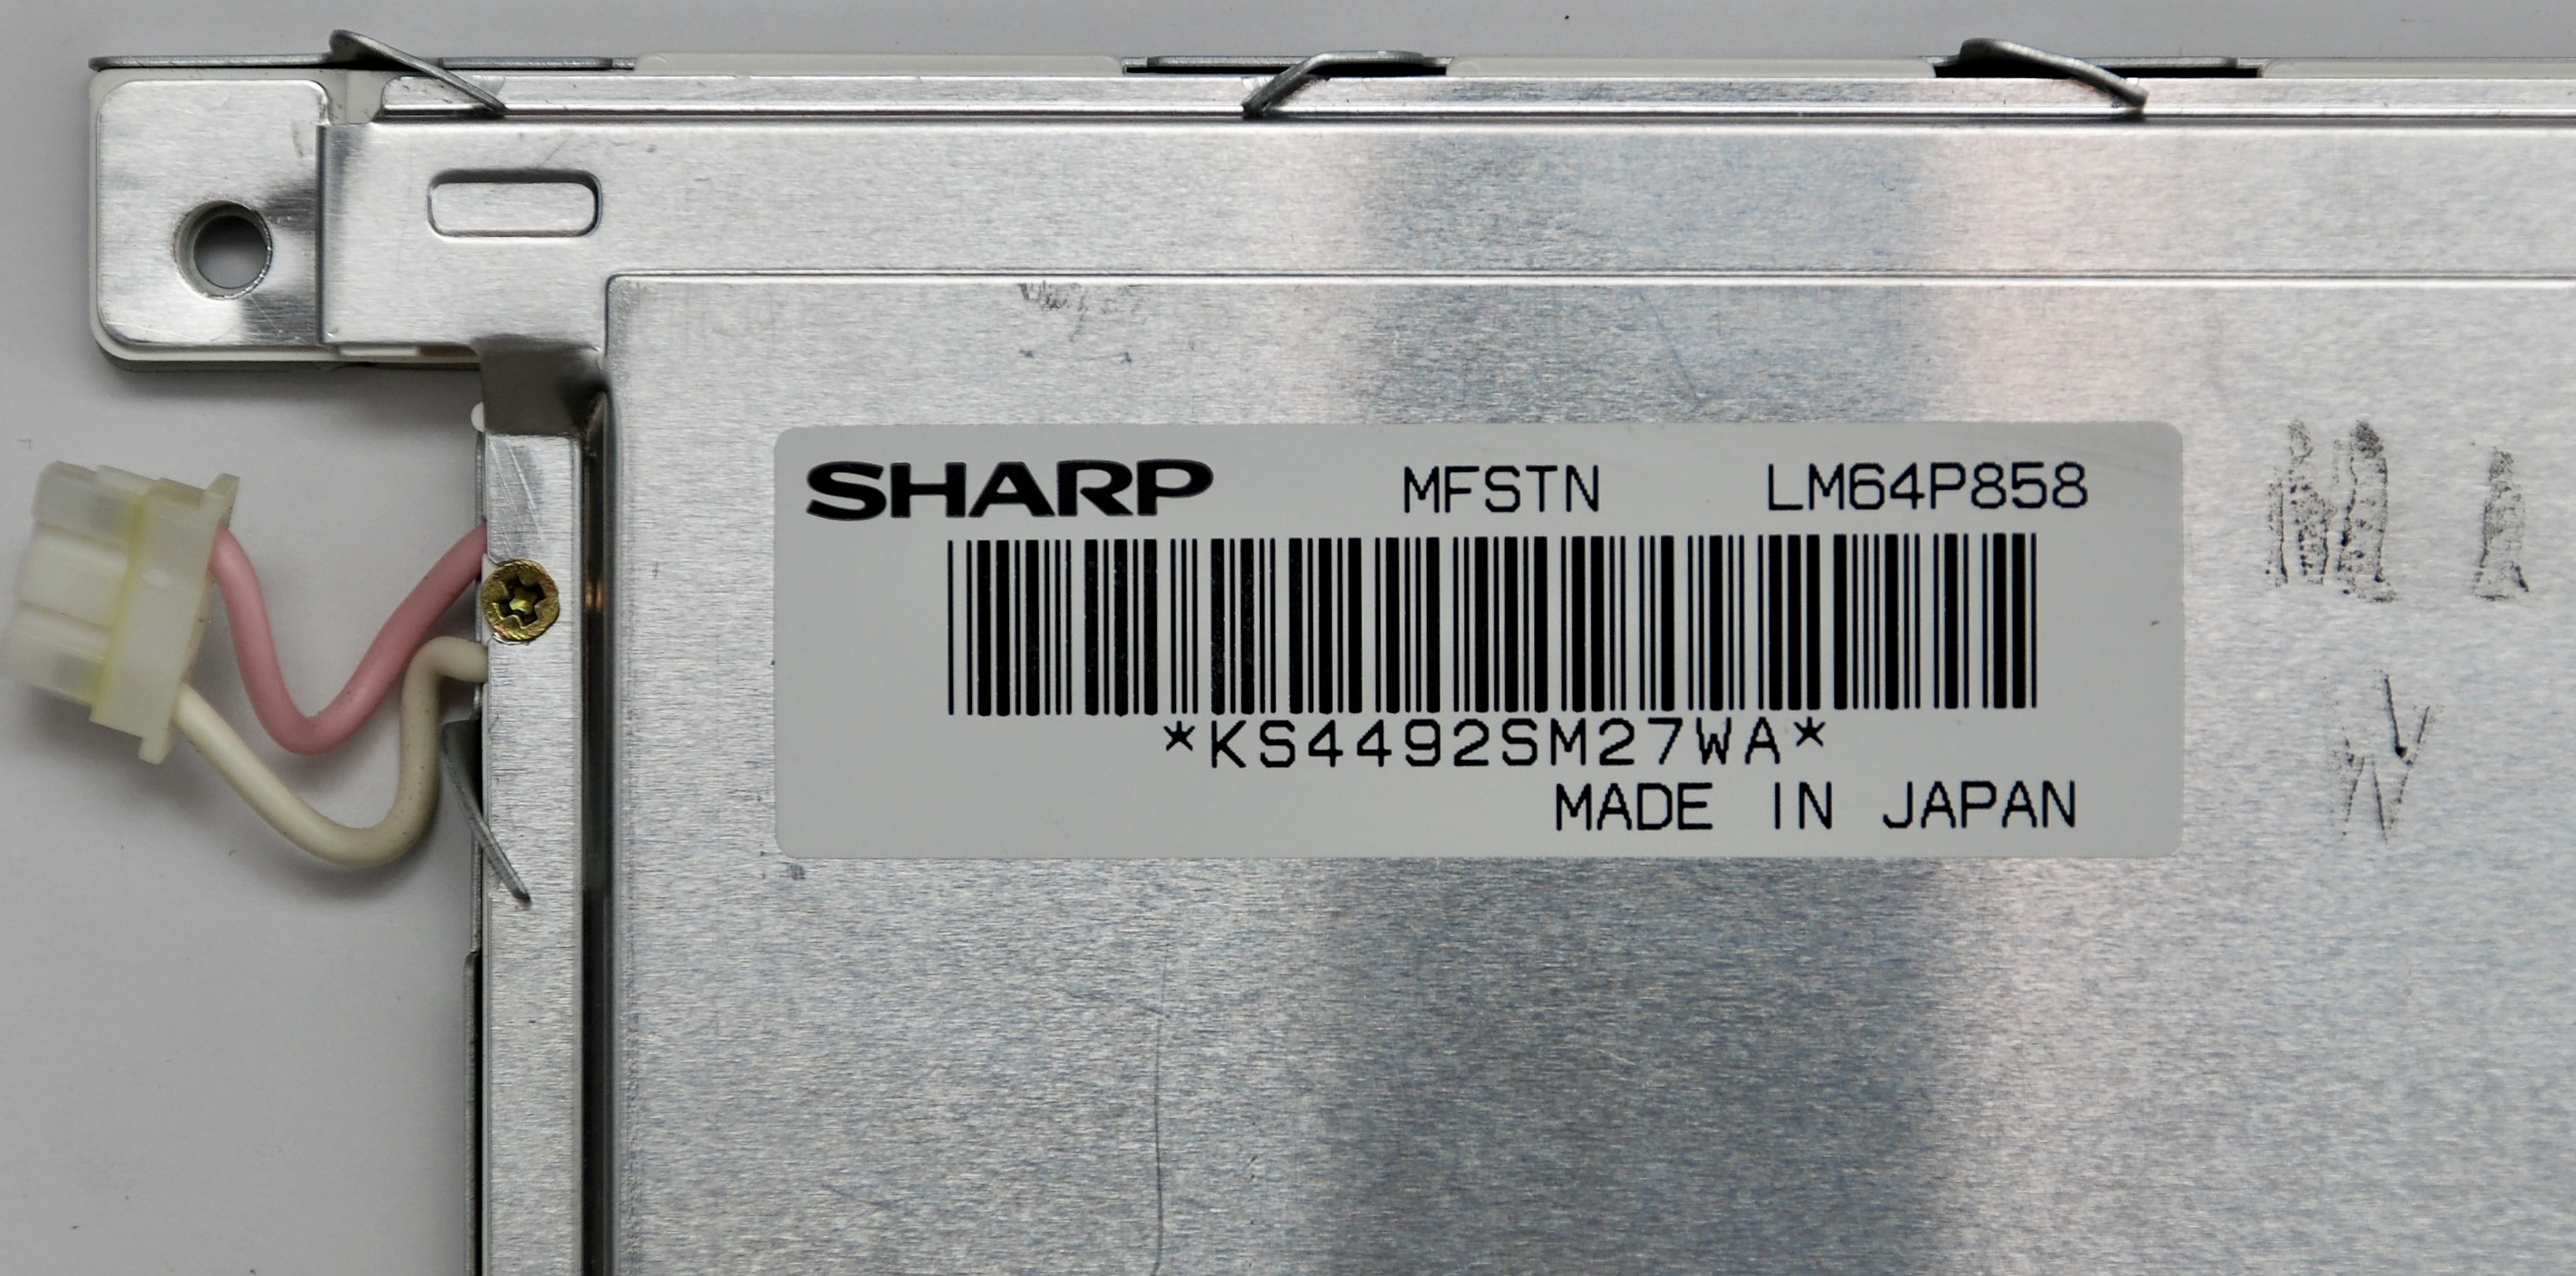 SHARP MFSTN LM64P858
*KS4492SM27WA*
MADE IN JAPAN